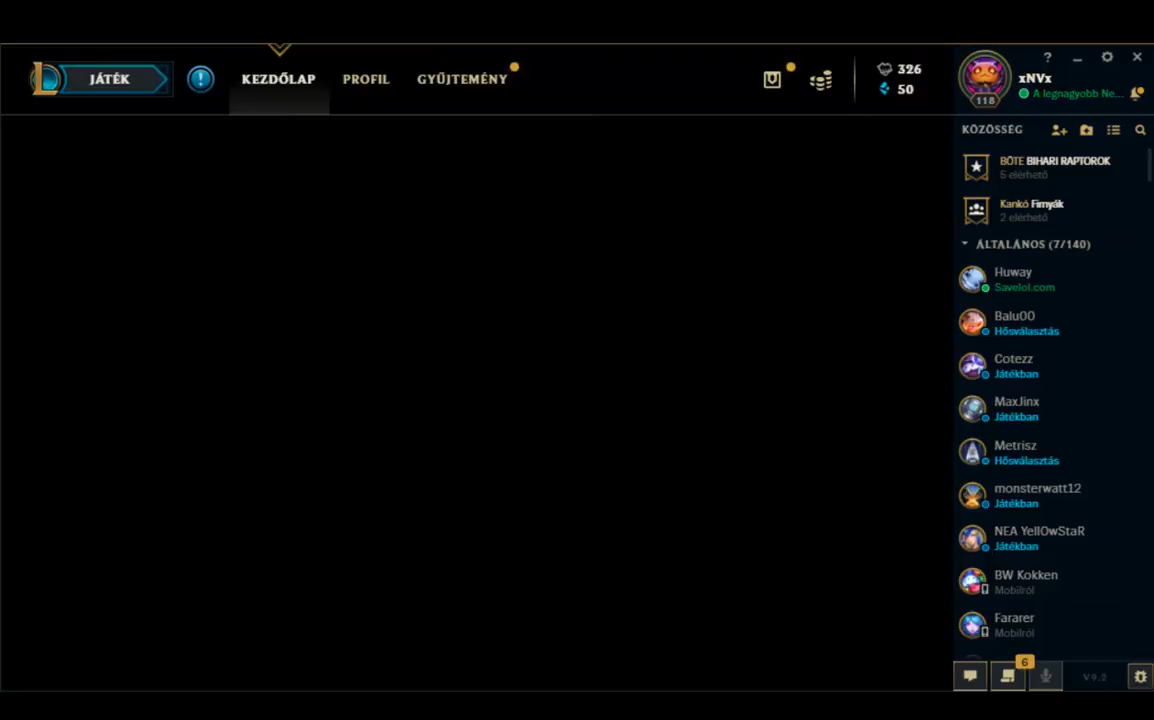 JÁTÉK
KEZDŐLAP
PROFIL
GYŰJTEMÉNY
326
50
118
?
xNVx
A legnagyobb Ne...
KÖZÖSSÉG
BÖTE BIHARI RAPTOROK
5 elérhető
Kankó Firnyák
2 elérhető
ÁLTALÁNOS (7/140)
Huway
Savelol.com
Balu00
Hősválasztás
Cotezz
Játékban
MaxJinx
Játékban
Metrisz
Hősválasztás
monsterwatt12
Játékban
NEA YellOwStaR
Játékban
BW Kokken
Mobilról
Fararer
Mobilról
6
V 9.2